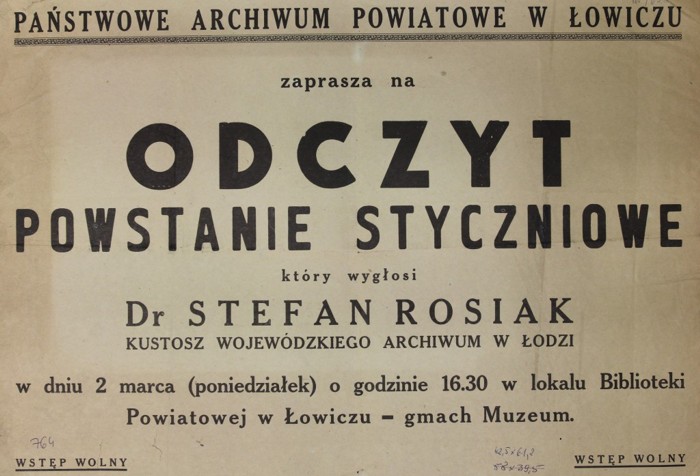 PAŃSTWOWE ARCHIWUM POWIATOWE W ŁOWICZU
zaprasza na
ODCZYT
POWSTANIE STYCZNIOWE
który wygłosi
Dr STEFAN ROSIAK
KUSTOSZ WOJEWÓDZKIEGO ARCHIWUM W ŁODZI
w dniu 2 marca (poniedziałek) o godzinie 16.30 w lokalu Biblioteki
Powiatowej w Łowiczu – gmach Muzeum.
764
WSTĘP WOLNY
WSTĘP WOLNY